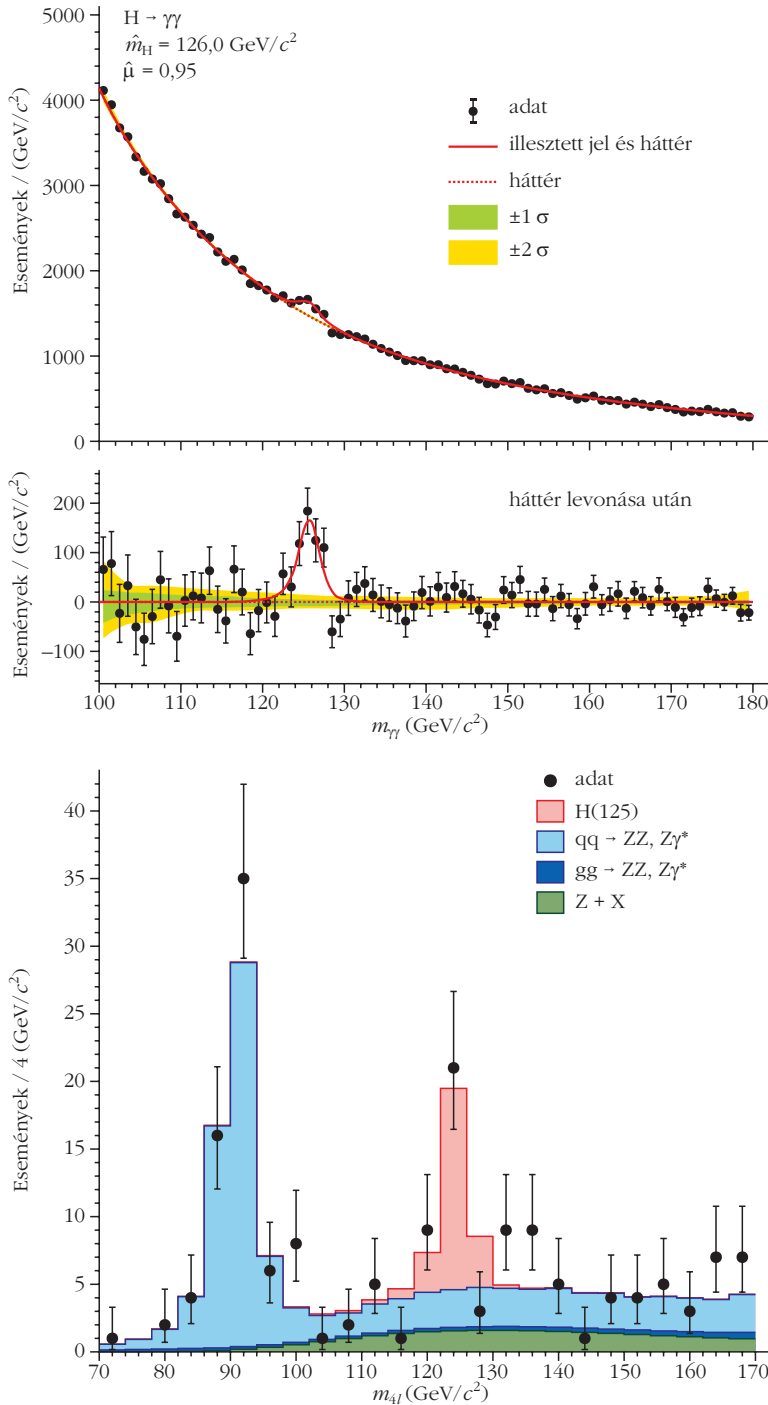 H → γγ
m̂H = 126,0 GeV/c²
μ̂ = 0,95
adat
illesztett jel és háttér
háttér
±1 σ
±2 σ
Események / (GeV/c²)
5000
4000
3000
2000
1000
0
háttér levonása után
Események / (GeV/c²)
200
100
0
–100
100 110 120 130 140 150 160 170 180
mγγ (GeV/c²)
adat
H(125)
qq → ZZ, Zγ*
gg → ZZ, Zγ*
Z + X
Események / 4 (GeV/c²)
40
35
30
25
20
15
10
5
0
70 80 90 100 110 120 130 140 150 160 170
m4l (GeV/c²)